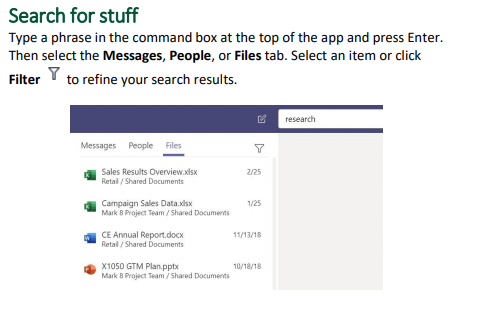 Search for stuff
Type a phrase in the command box at the top of the app and press Enter.
Then select the Messages, People, or Files tab. Select an item or click
Filter to refine your search results.
research
Messages People Files
Sales Results Overview.xlsx 2/25
Retail / Shared Documents
Campaign Sales Data.xlsx 1/25
Mark 8 Project Team / Shared Documents
CE Annual Report.docx 11/13/18
Retail / Shared Documents
X1050 GTM Plan.pptx 10/18/18
Mark 8 Project Team / Shared Documents